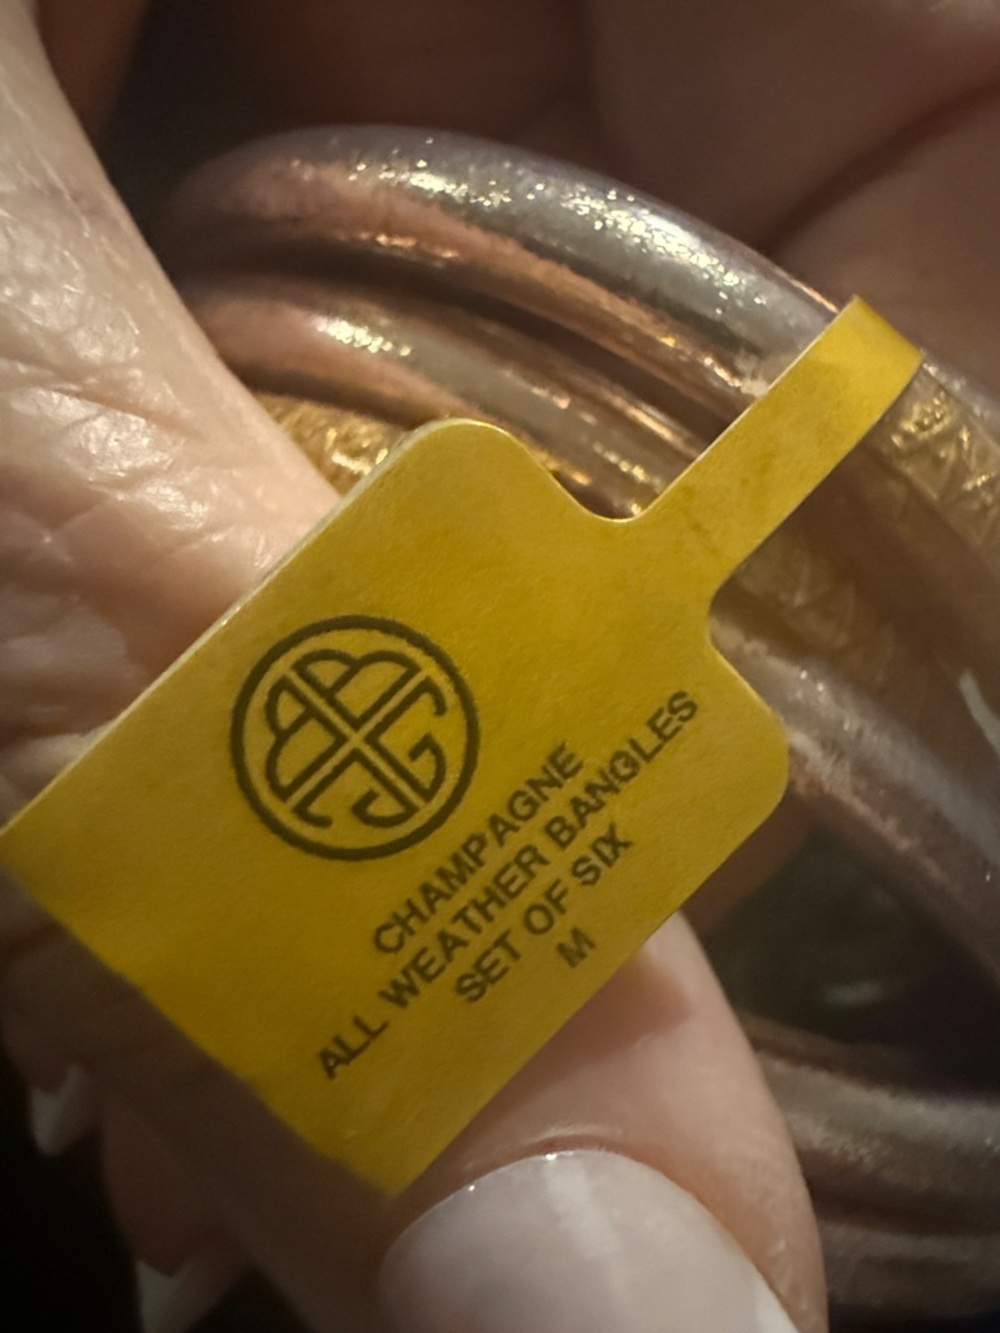 CHAMPAGNE
ALL WEATHER BANGLES
SET OF SIX
M